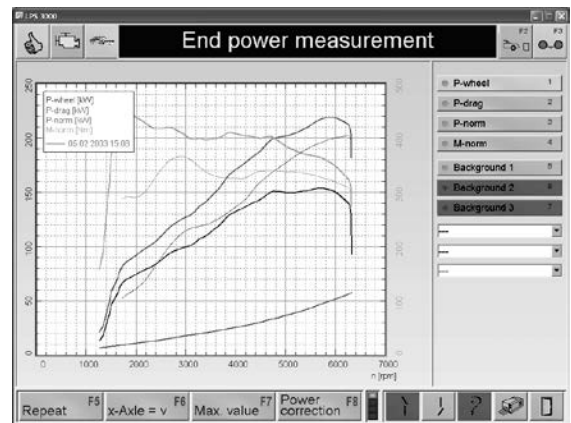 LPS 3000
End power measurement
F2
F3
250
200
150
100
50
0
500
400
300
200
100
0
P-wheel [kW]
P-drag [kW]
P-norm [kW]
M-norm [Nm]
05.02.2003 15:03
0 1000 2000 3000 4000 5000 6000 7000
n [rpm]
P-wheel 1
P-drag 2
P-norm 3
M-norm 4
Background 1 5
Background 2 6
Background 3 7
---
---
---
Repeat F5
x-Axle = v F6
Max. value F7
Power correction F8